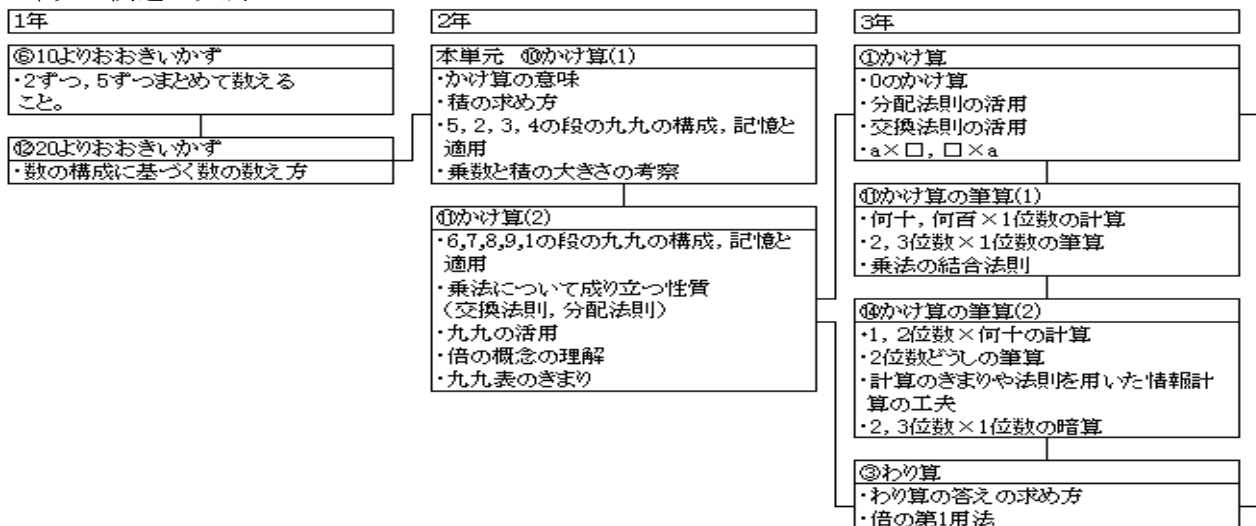 1年
⑥10よりおおきいかず
・2ずつ,5ずつまとめて数える
こと。
⑫20よりおおきいかず
・数の構成に基づく数の数え方
2年
本単元 ⑩かけ算(1)
・かけ算の意味
・積の求め方
・5,2,3,4の段の九九の構成,記憶と
適用
・乗数と積の大きさの考察
⑪かけ算(2)
・6,7,8,9,1の段の九九の構成,記憶と
適用
・乗法について成り立つ性質
(交換法則,分配法則)
・九九の活用
・倍の概念の理解
・九九表のきまり
3年
①かけ算
・0のかけ算
・分配法則の活用
・交換法則の活用
・a×□,□×a
⑪かけ算の筆算(1)
・何十,何百×1位数の計算
・2,3位数×1位数の筆算
・乗法の結合法則
⑭かけ算の筆算(2)
・1,2位数×何十の計算
・2位数どうしの筆算
・計算のきまりや法則を用いた情報計
算の工夫
・2,3位数×1位数の暗算
③わり算
・わり算の答えの求め方
・倍の第1用法